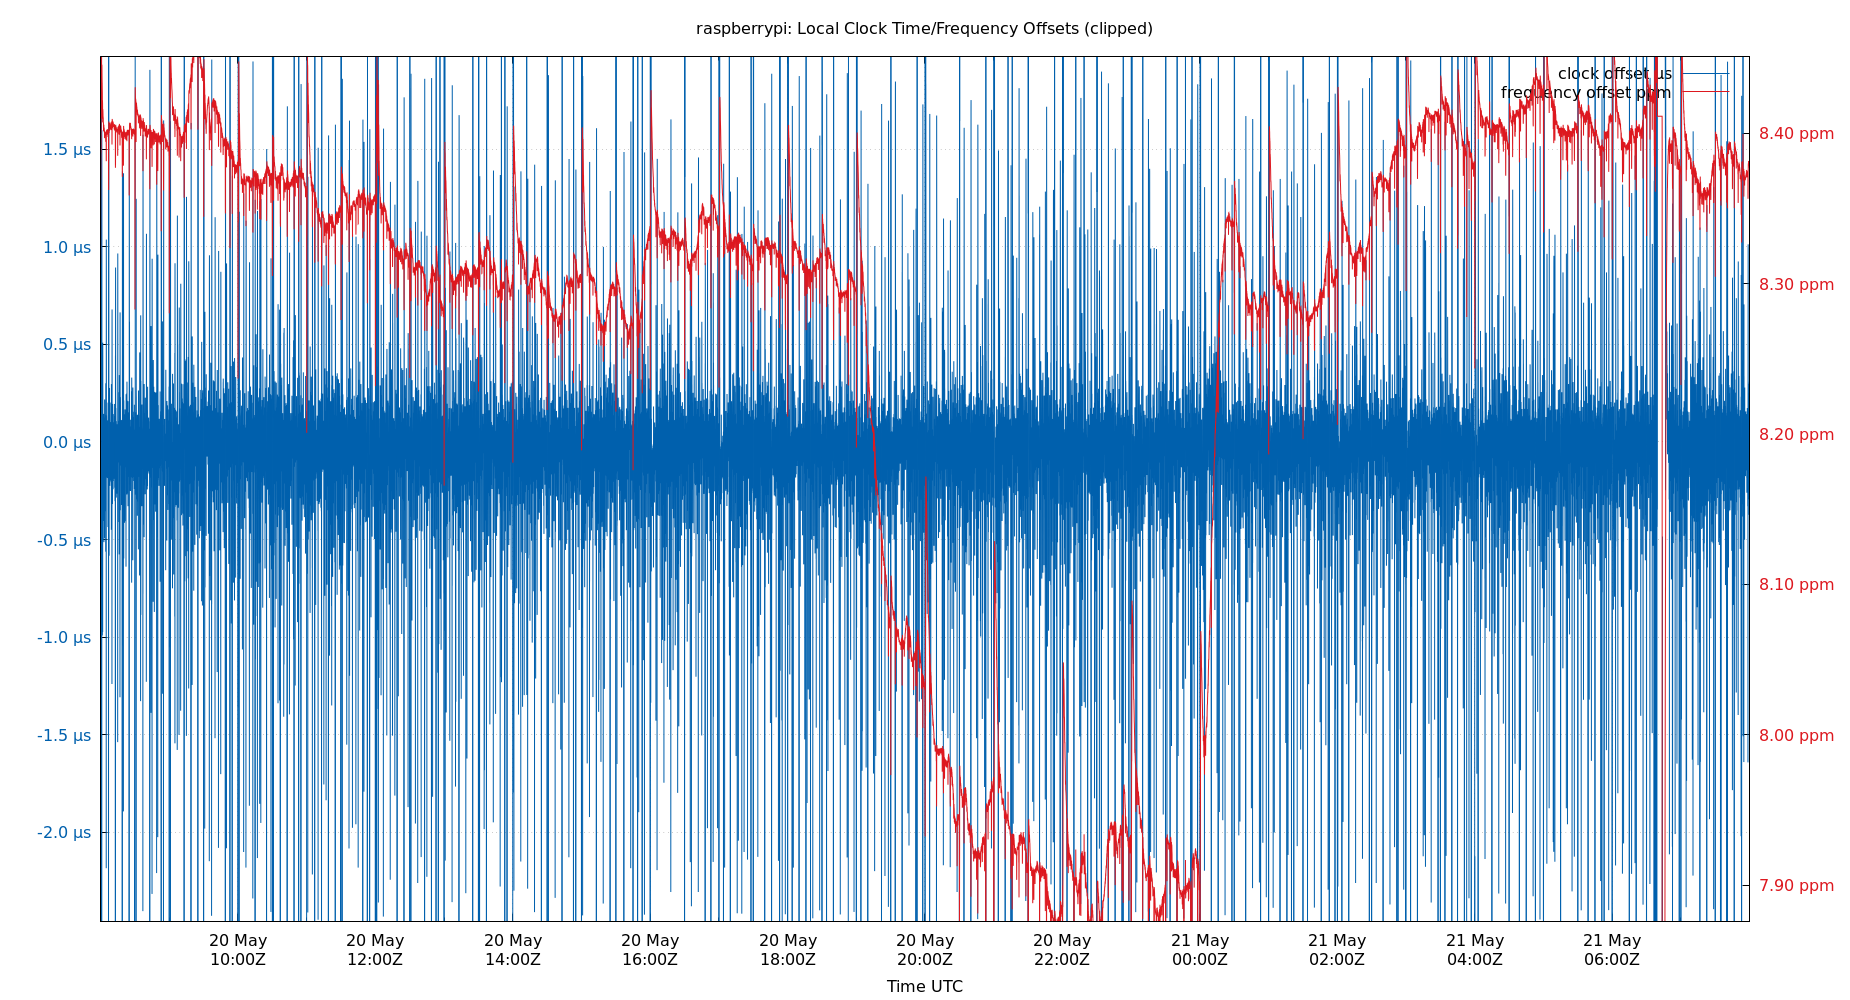 raspberrypi: Local Clock Time/Frequency Offsets (clipped)
clock offset µs
frequency offset ppm
1.5 µs
1.0 µs
0.5 µs
0.0 µs
-0.5 µs
-1.0 µs
-1.5 µs
-2.0 µs
8.40 ppm
8.30 ppm
8.20 ppm
8.10 ppm
8.00 ppm
7.90 ppm
20 May 20 May 20 May 20 May 20 May 20 May 20 May 21 May 21 May 21 May 21 May
10:00Z 12:00Z 14:00Z 16:00Z 18:00Z 20:00Z 22:00Z 00:00Z 02:00Z 04:00Z 06:00Z
Time UTC